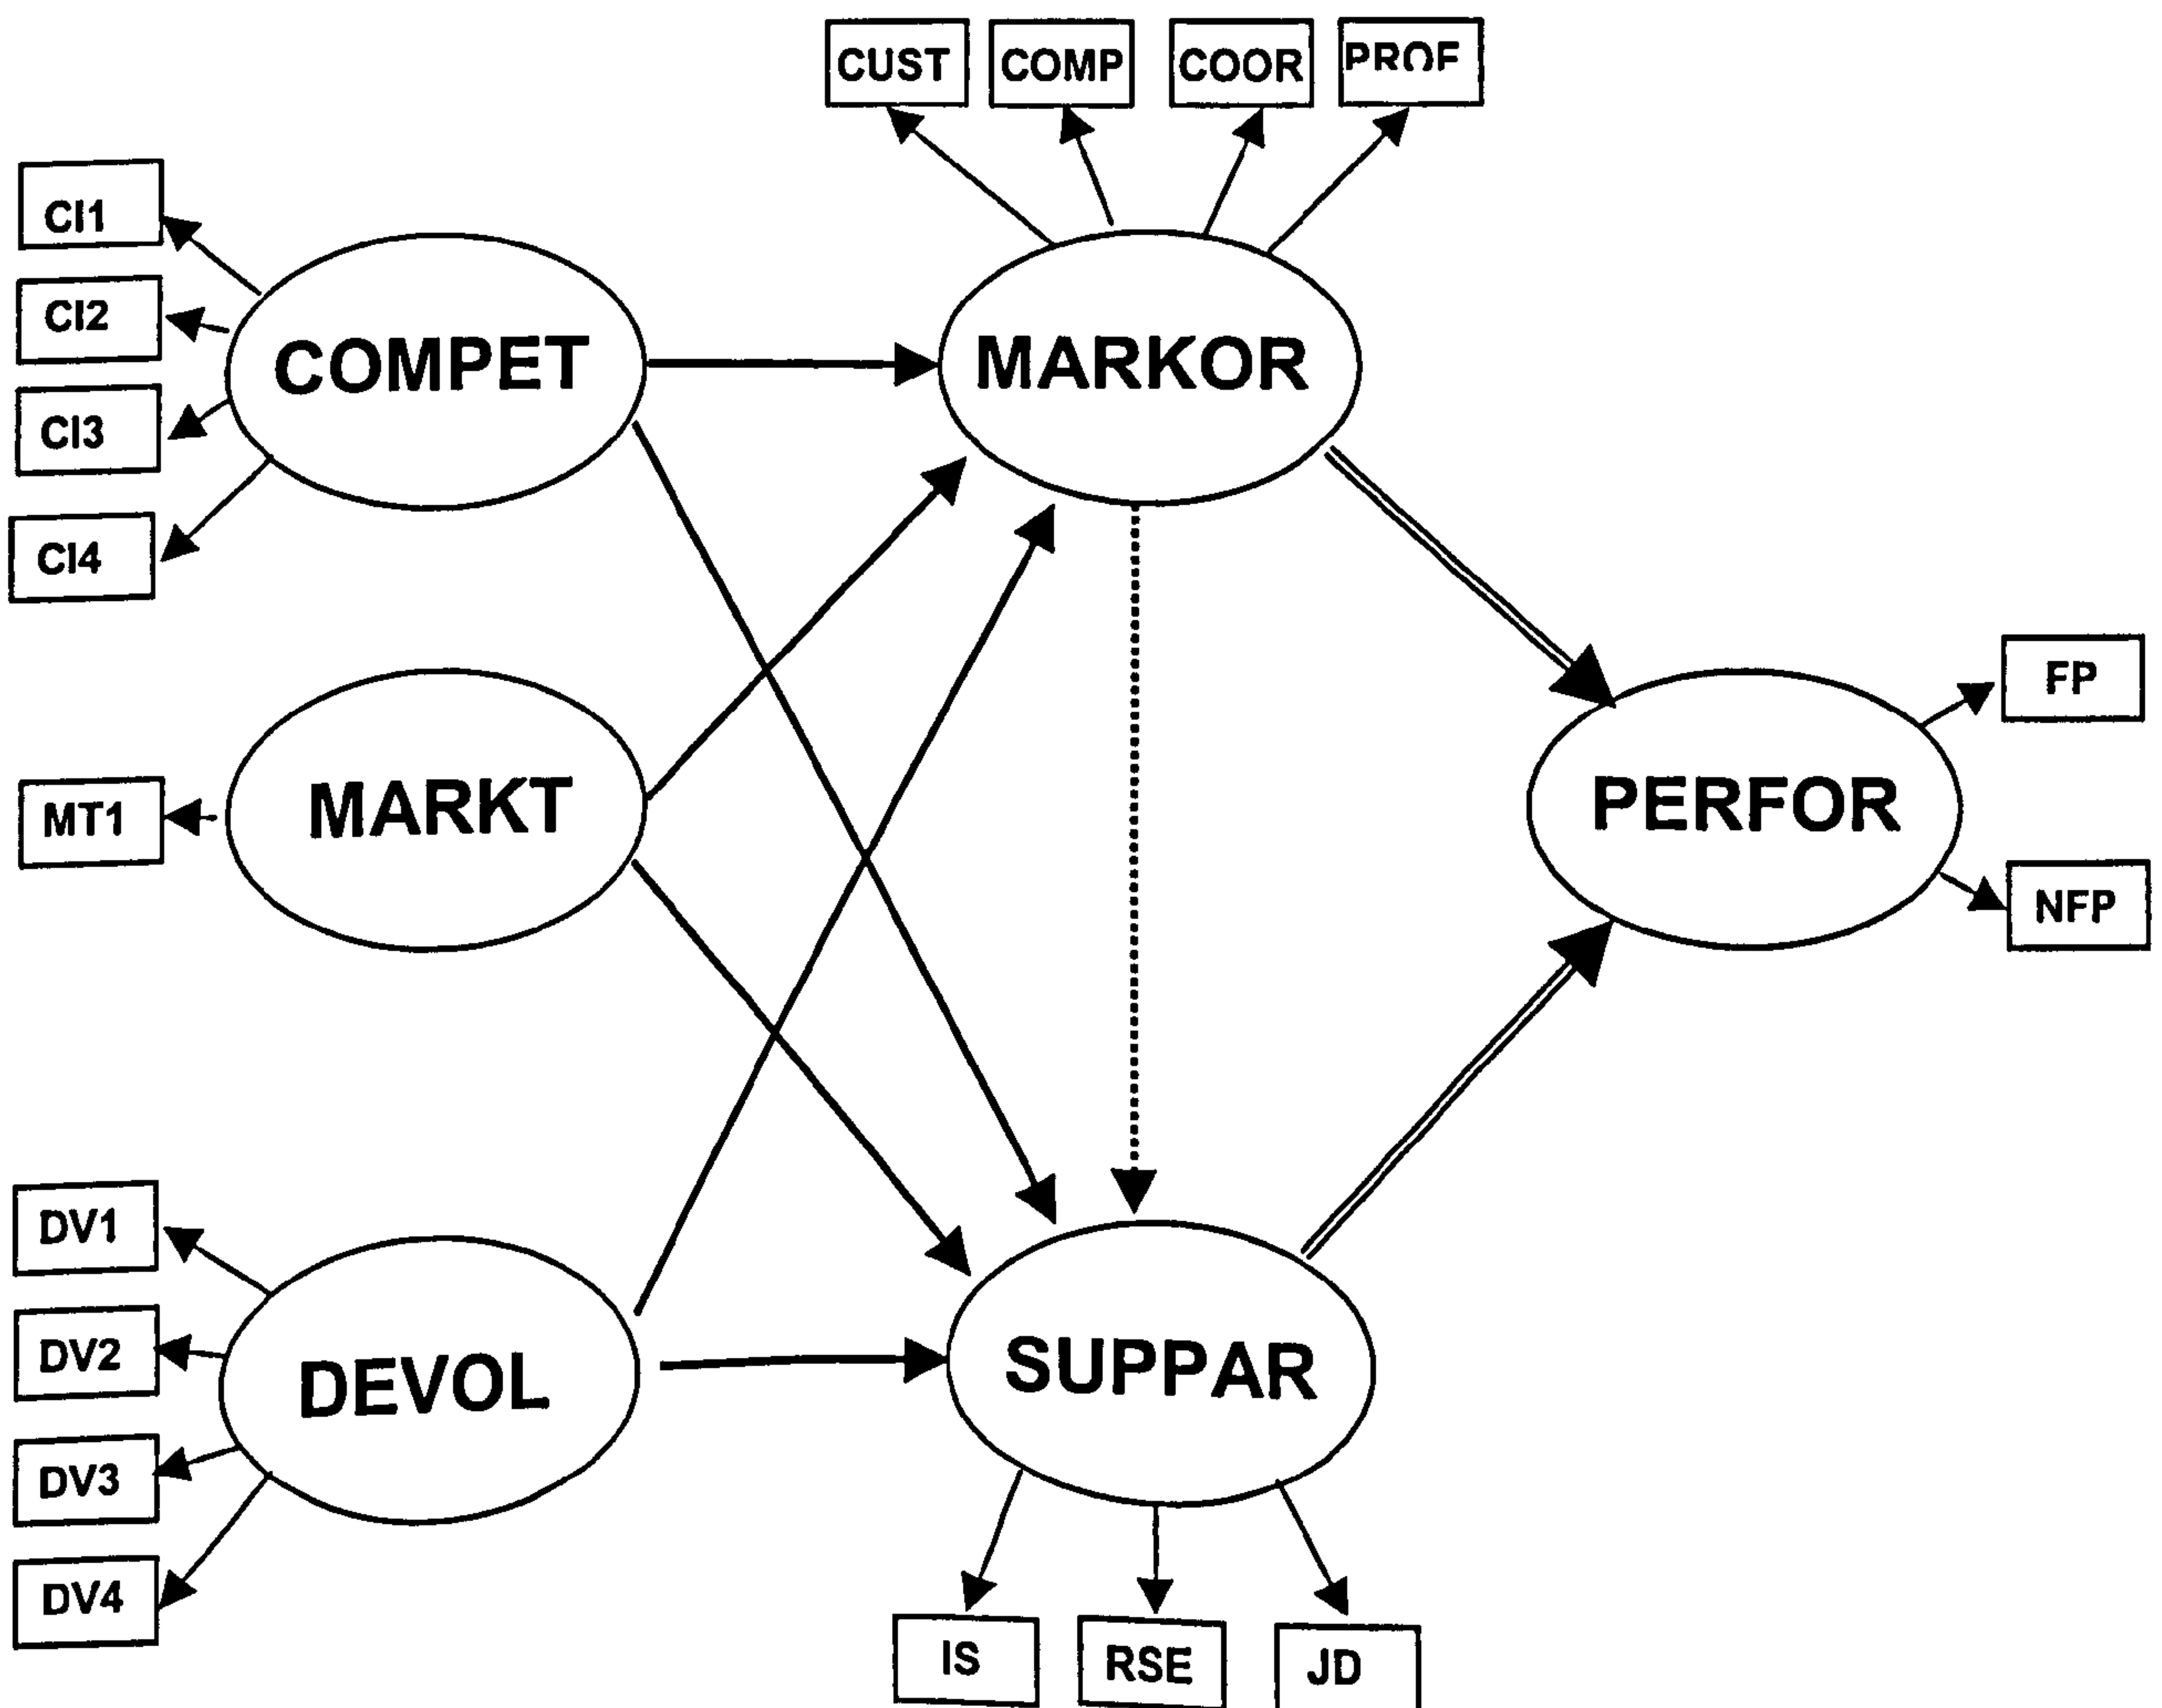 CUST
COMP
COOR
PROF
CI1
CI2
CI3
CI4
COMPET
MARKOR
MT1
MARKT
PERFOR
FP
NFP
DV1
DV2
DV3
DV4
DEVOL
SUPPAR
IS
RSE
JD